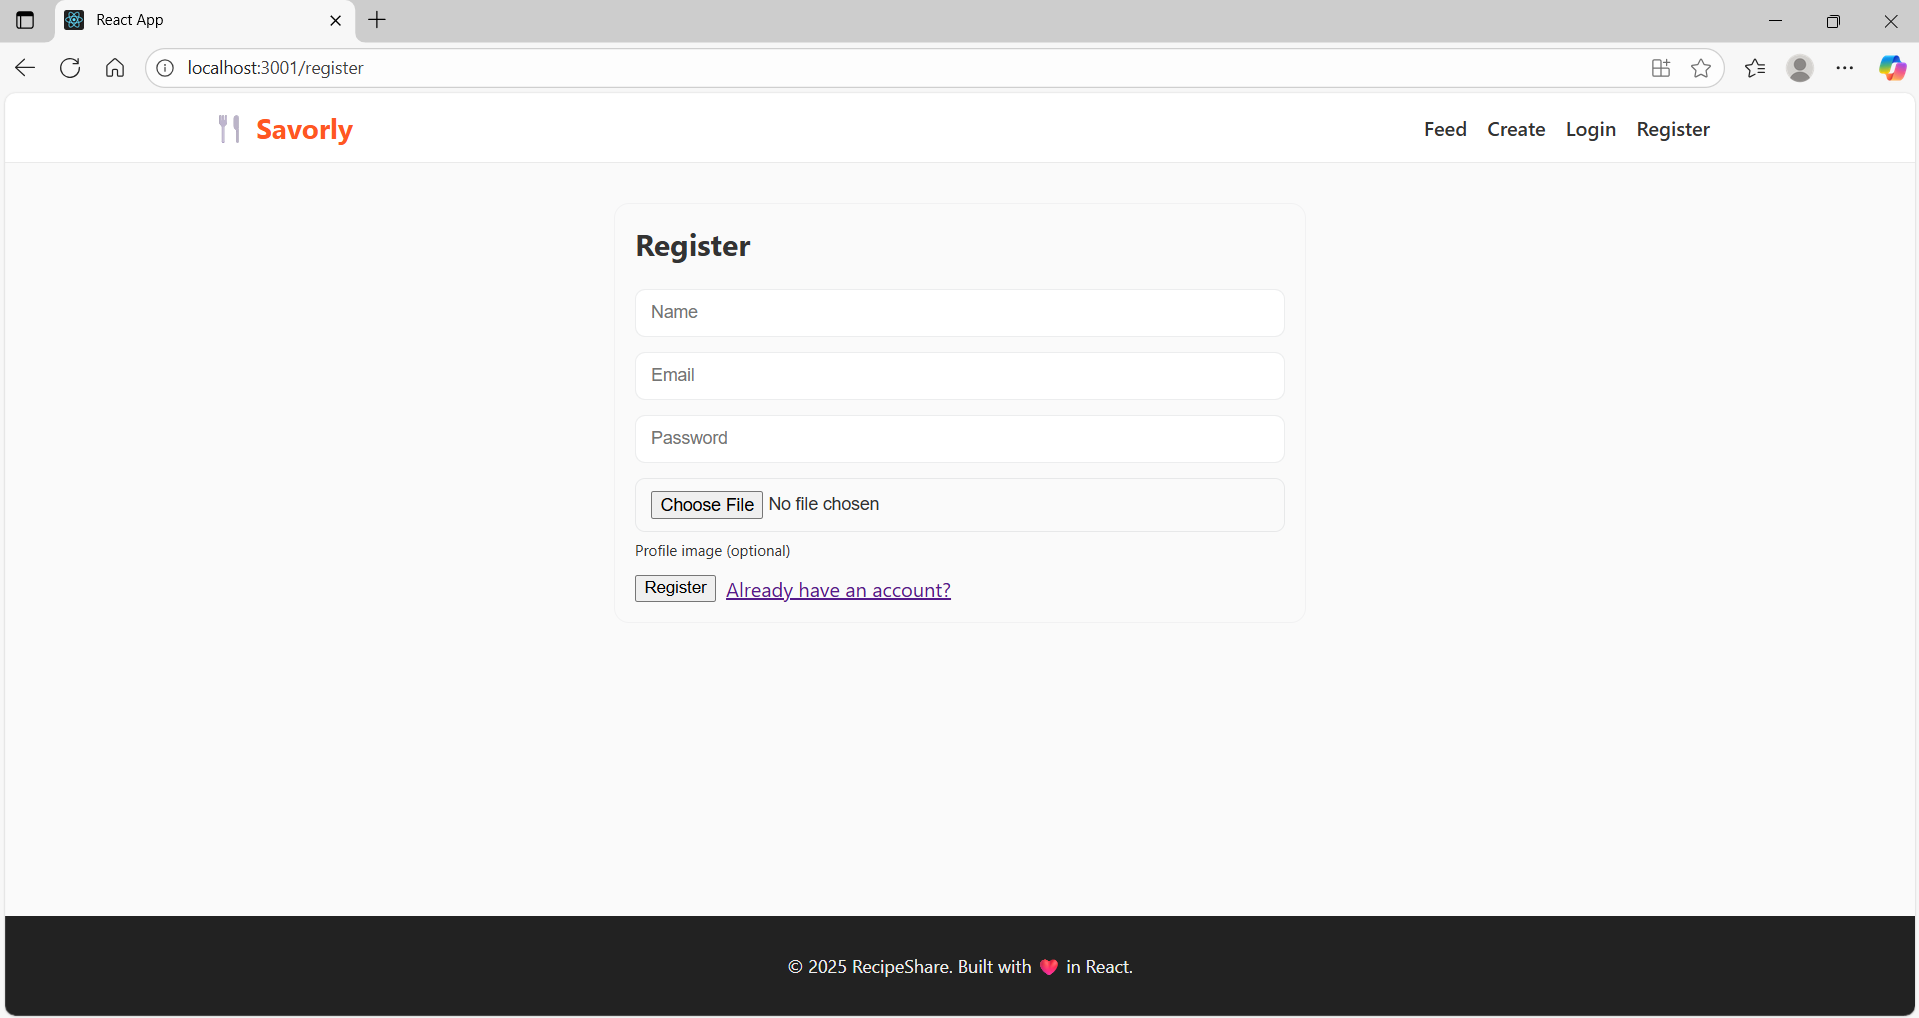 React App
localhost:3001/register
Savorly
Feed Create Login Register
Register
Name
Email
Password
Choose File No file chosen
Profile image (optional)
Register Already have an account?
© 2025 RecipeShare. Built with ❤️ in React.